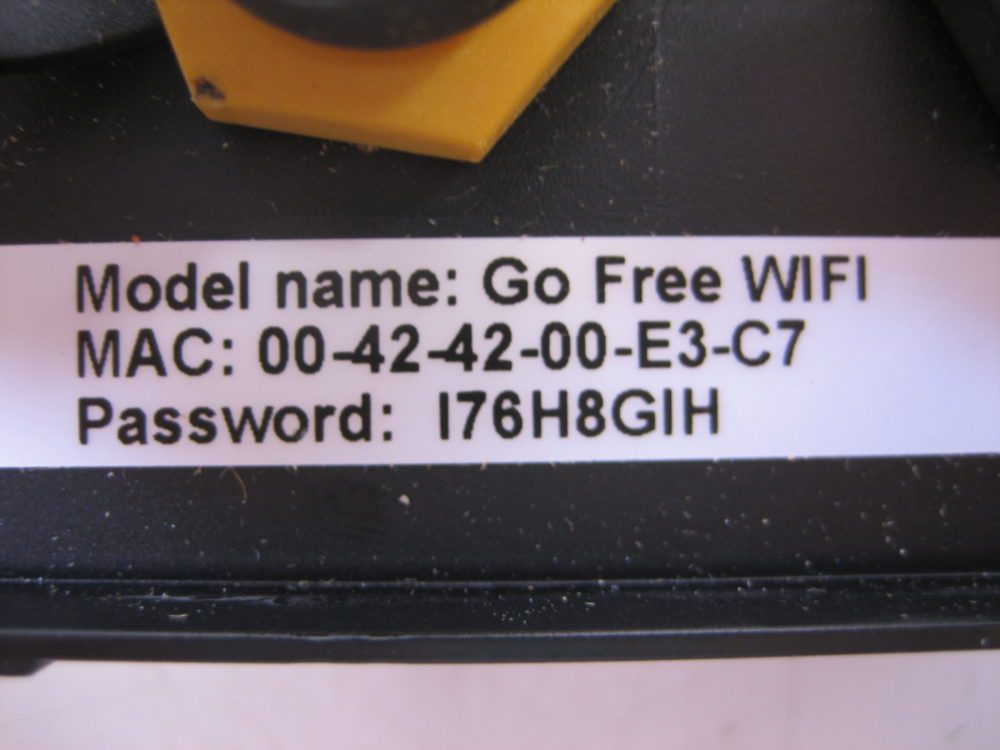 Model name: Go Free WIFI
MAC: 00-42-42-00-E3-C7
Password: I76H8GIH